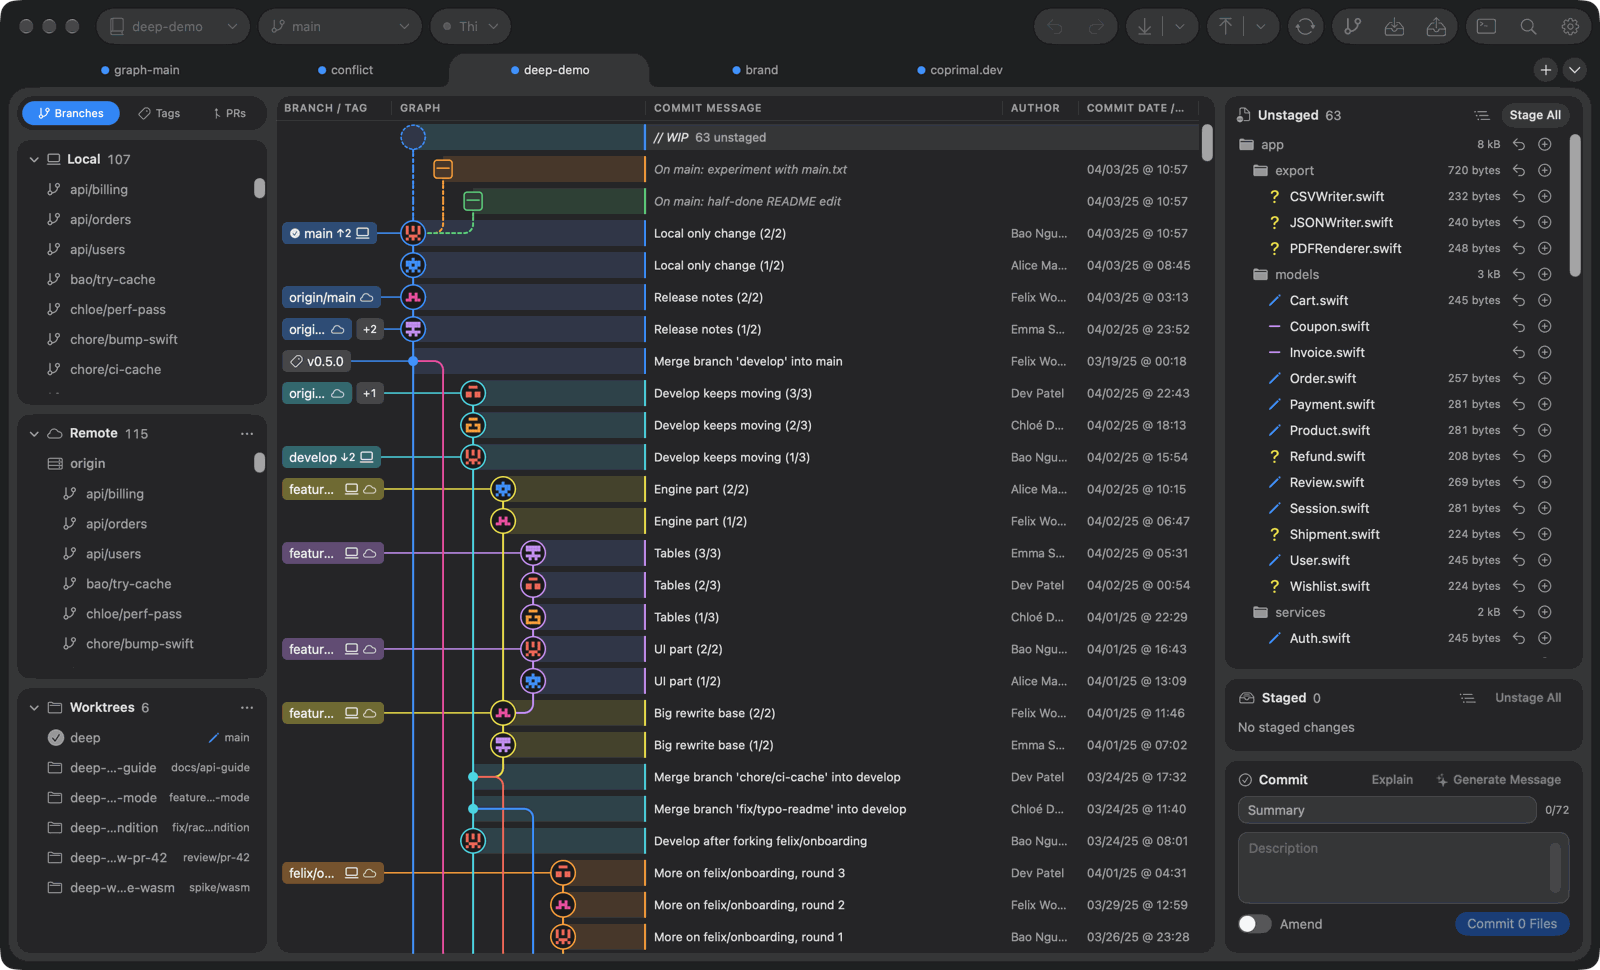 deep-demo main Thi
graph-main conflict deep-demo brand coprimal.dev
Branches Tags PRs
Local 107
api/billing
api/orders
api/users
bao/try-cache
chloe/perf-pass
chore/bump-swift
chore/ci-cache
Remote 115
origin
api/billing
api/orders
api/users
bao/try-cache
chloe/perf-pass
chore/bump-swift
Worktrees 6
deep main
deep-...-guide docs/api-guide
deep-...-mode feature...-mode
deep-...ndition fix/rac...ndition
deep-...w-pr-42 review/pr-42
deep-w...e-wasm spike/wasm
BRANCH / TAG GRAPH COMMIT MESSAGE AUTHOR COMMIT DATE /...
// WIP 63 unstaged
On main: experiment with main.txt 04/03/25 @ 10:57
On main: half-done README edit 04/03/25 @ 10:57
main ↑2 Local only change (2/2) Bao Ngu... 04/03/25 @ 10:57
Local only change (1/2) Alice Ma... 04/03/25 @ 08:45
origin/main Release notes (2/2) Felix Wo... 04/03/25 @ 03:13
origi... +2 Release notes (1/2) Emma S... 04/02/25 @ 23:52
v0.5.0 Merge branch 'develop' into main Felix Wo... 03/19/25 @ 00:18
origi... +1 Develop keeps moving (3/3) Dev Patel 04/02/25 @ 22:43
Develop keeps moving (2/3) Chloé D... 04/02/25 @ 18:13
develop ↓2 Develop keeps moving (1/3) Bao Ngu... 04/02/25 @ 15:54
featur... Engine part (2/2) Alice Ma... 04/02/25 @ 10:15
Engine part (1/2) Felix Wo... 04/02/25 @ 06:47
featur... Tables (3/3) Emma S... 04/02/25 @ 05:31
Tables (2/3) Dev Patel 04/02/25 @ 00:54
Tables (1/3) Chloé D... 04/01/25 @ 22:29
featur... UI part (2/2) Bao Ngu... 04/01/25 @ 16:43
UI part (1/2) Alice Ma... 04/01/25 @ 13:09
featur... Big rewrite base (2/2) Felix Wo... 04/01/25 @ 11:46
Big rewrite base (1/2) Emma S... 04/01/25 @ 07:02
Merge branch 'chore/ci-cache' into develop Dev Patel 03/24/25 @ 17:32
Merge branch 'fix/typo-readme' into develop Chloé D... 03/24/25 @ 11:40
Develop after forking felix/onboarding Bao Ngu... 03/24/25 @ 08:01
felix/o... More on felix/onboarding, round 3 Dev Patel 04/01/25 @ 04:31
More on felix/onboarding, round 2 Felix Wo... 03/29/25 @ 12:59
More on felix/onboarding, round 1 Bao Ngu... 03/26/25 @ 23:28
Unstaged 63 Stage All
app 8 kB
export 720 bytes
? CSVWriter.swift 232 bytes
? JSONWriter.swift 240 bytes
? PDFRenderer.swift 248 bytes
models 3 kB
Cart.swift 245 bytes
Coupon.swift
Invoice.swift
Order.swift 257 bytes
Payment.swift 281 bytes
Product.swift 281 bytes
? Refund.swift 208 bytes
Review.swift 269 bytes
Session.swift 281 bytes
? Shipment.swift 224 bytes
User.swift 245 bytes
? Wishlist.swift 224 bytes
services 2 kB
Auth.swift 245 bytes
Staged 0 Unstage All
No staged changes
Commit Explain Generate Message
Summary 0/72
Description
Amend Commit 0 Files